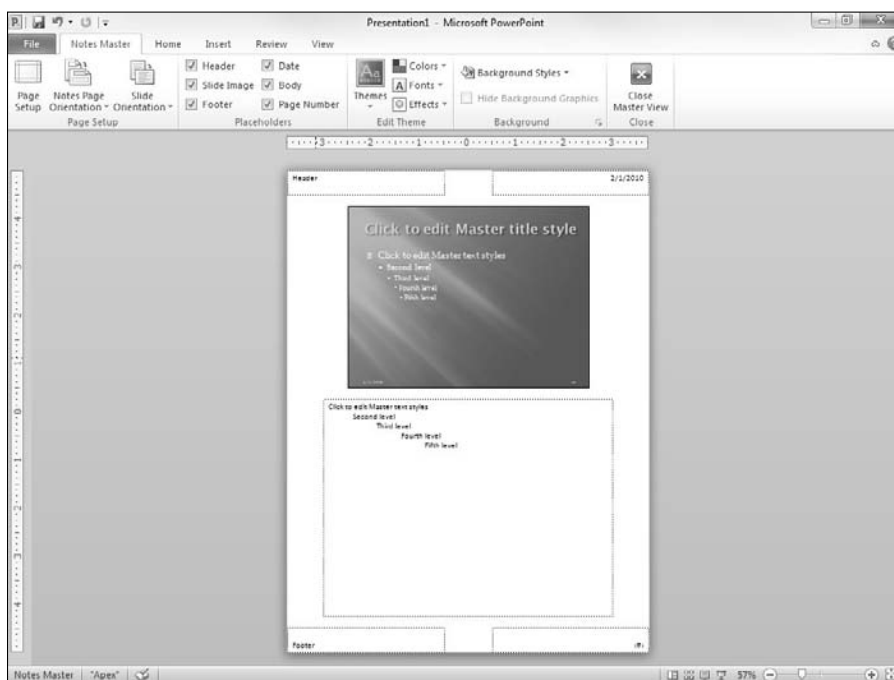 Presentation1 - Microsoft PowerPoint
File Notes Master Home Insert Review View
Page Setup
Notes Page Orientation
Slide Orientation
Page Setup
Header
Slide Image
Footer
Date
Body
Page Number
Placeholders
Themes
Colors
Fonts
Effects
Edit Theme
Background Styles
Hide Background Graphics
Background
Close
Master View
Close
Header 2/1/2010
Click to edit Master title style
Click to edit Master text styles
Second level
Third level
Fourth level
Fifth level
Click to edit Master text styles
Second level
Third level
Fourth level
Fifth level
Footer ‹#›
Notes Master "Apex" 57%